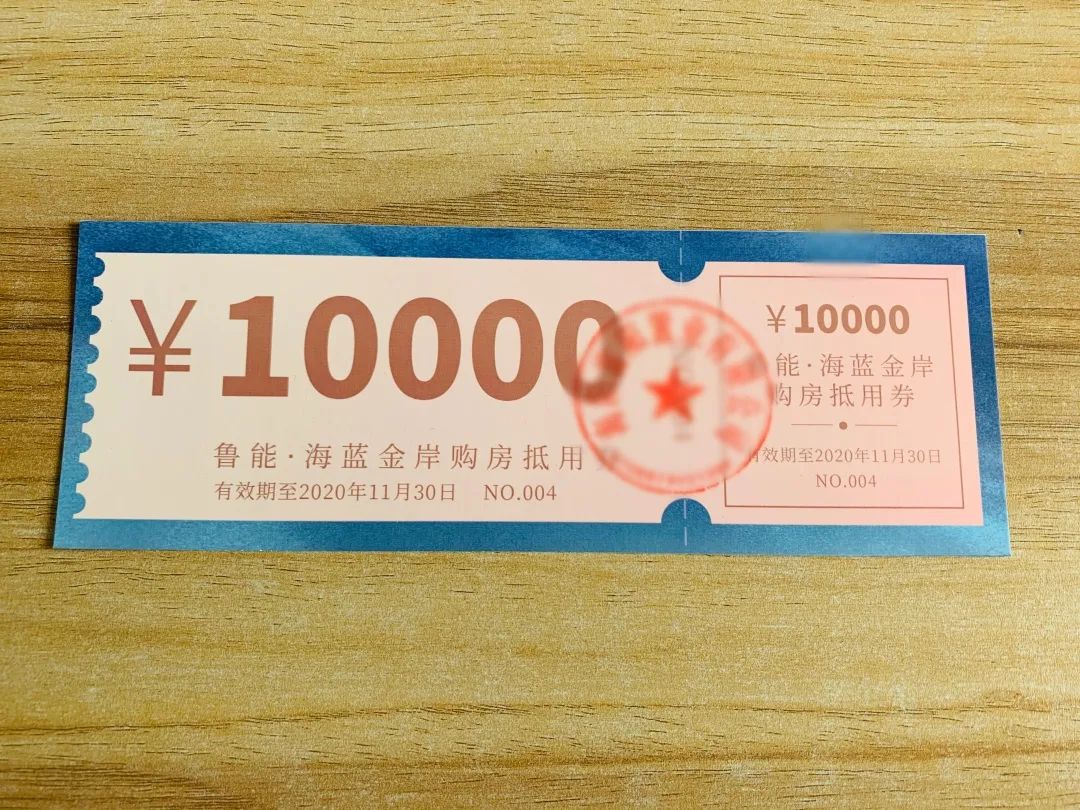 ¥10000
鲁能·海蓝金岸购房抵用
有效期至2020年11月30日 NO.004
¥10000
能·海蓝金岸
购房抵用券
有效期至2020年11月30日
NO.004